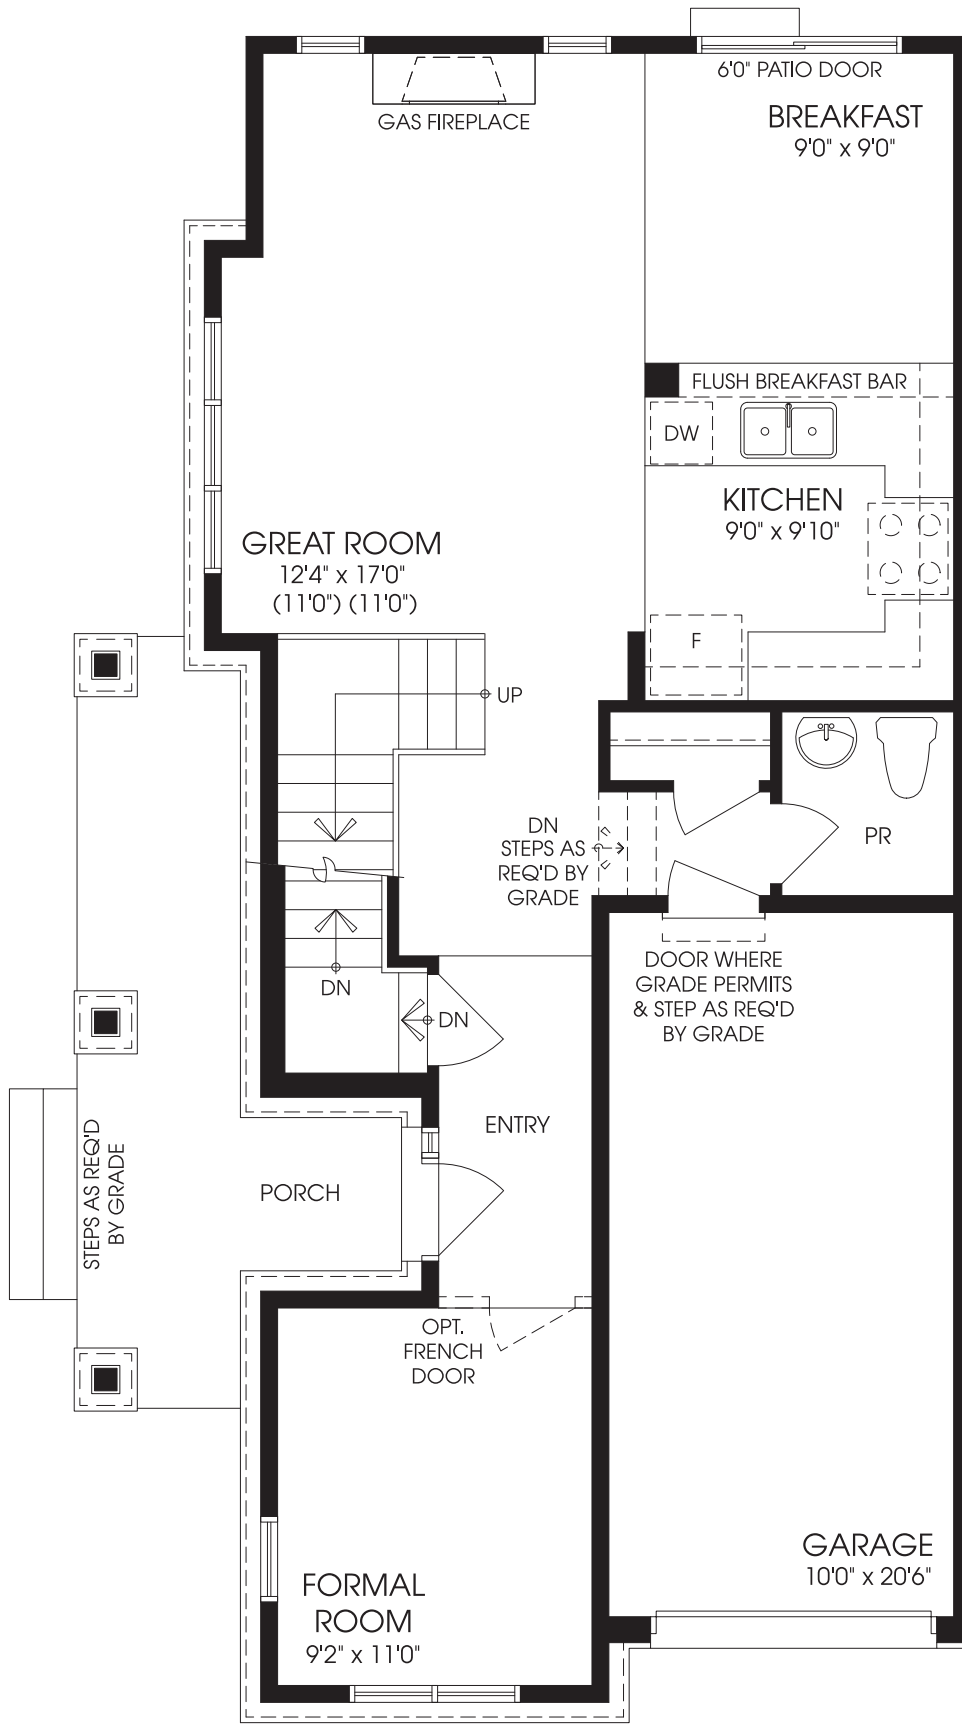 6'0" PATIO DOOR
GAS FIREPLACE
BREAKFAST
9'0" x 9'0"
FLUSH BREAKFAST BAR
DW
KITCHEN
9'0" x 9'10"
GREAT ROOM
12'4" x 17'0"
(11'0") (11'0")
F
UP
DN
STEPS AS
REQ'D BY
GRADE
PR
DOOR WHERE
GRADE PERMITS
& STEP AS REQ'D
BY GRADE
DN
DN
ENTRY
STEPS AS REQ'D
BY GRADE
PORCH
OPT.
FRENCH
DOOR
GARAGE
10'0" x 20'6"
FORMAL
ROOM
9'2" x 11'0"